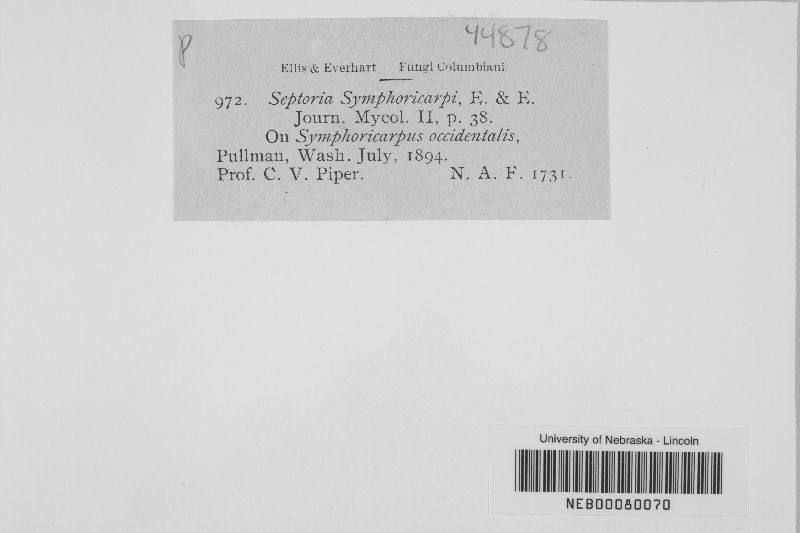 P 44878
Ellis & Everhart Fungi Columbiani.
972. Septoria Symphoricarpi, E. & E.
Journ. Mycol. II, p. 38.
On Symphoricarpus occidentalis,
Pullman, Wash. July, 1894.
Prof. C. V. Piper. N. A. F. 1731.
University of Nebraska - Lincoln
NEB00080070